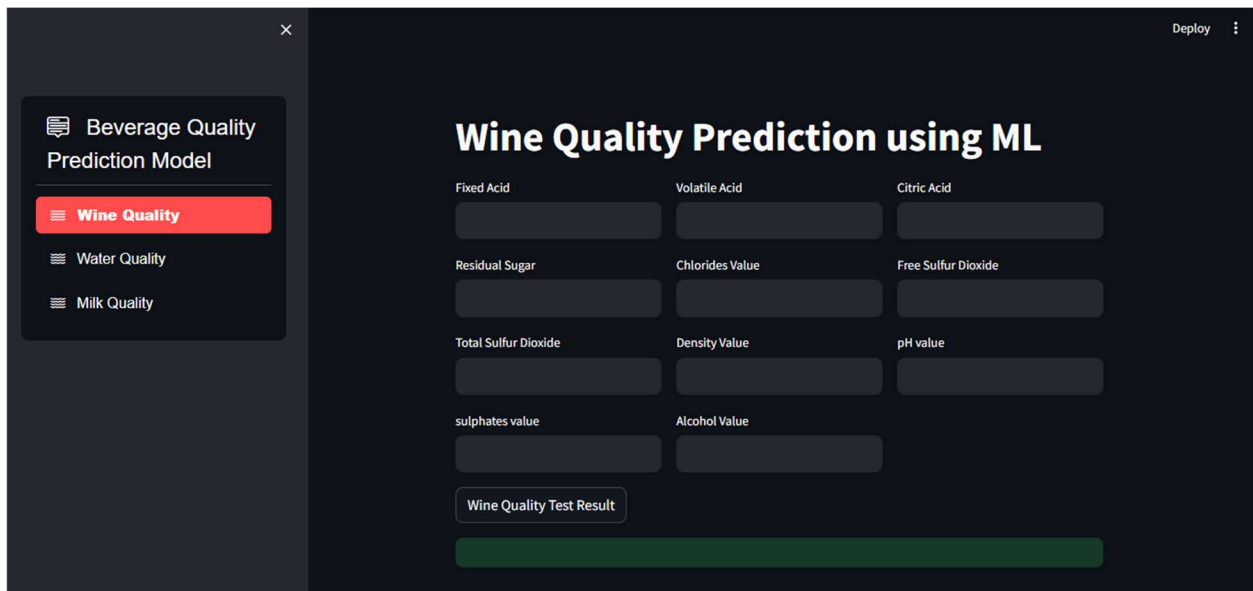 Deploy
Beverage Quality
Prediction Model
Wine Quality
Water Quality
Milk Quality
Wine Quality Prediction using ML
Fixed Acid Volatile Acid Citric Acid
Residual Sugar Chlorides Value Free Sulfur Dioxide
Total Sulfur Dioxide Density Value pH value
sulphates value Alcohol Value
Wine Quality Test Result